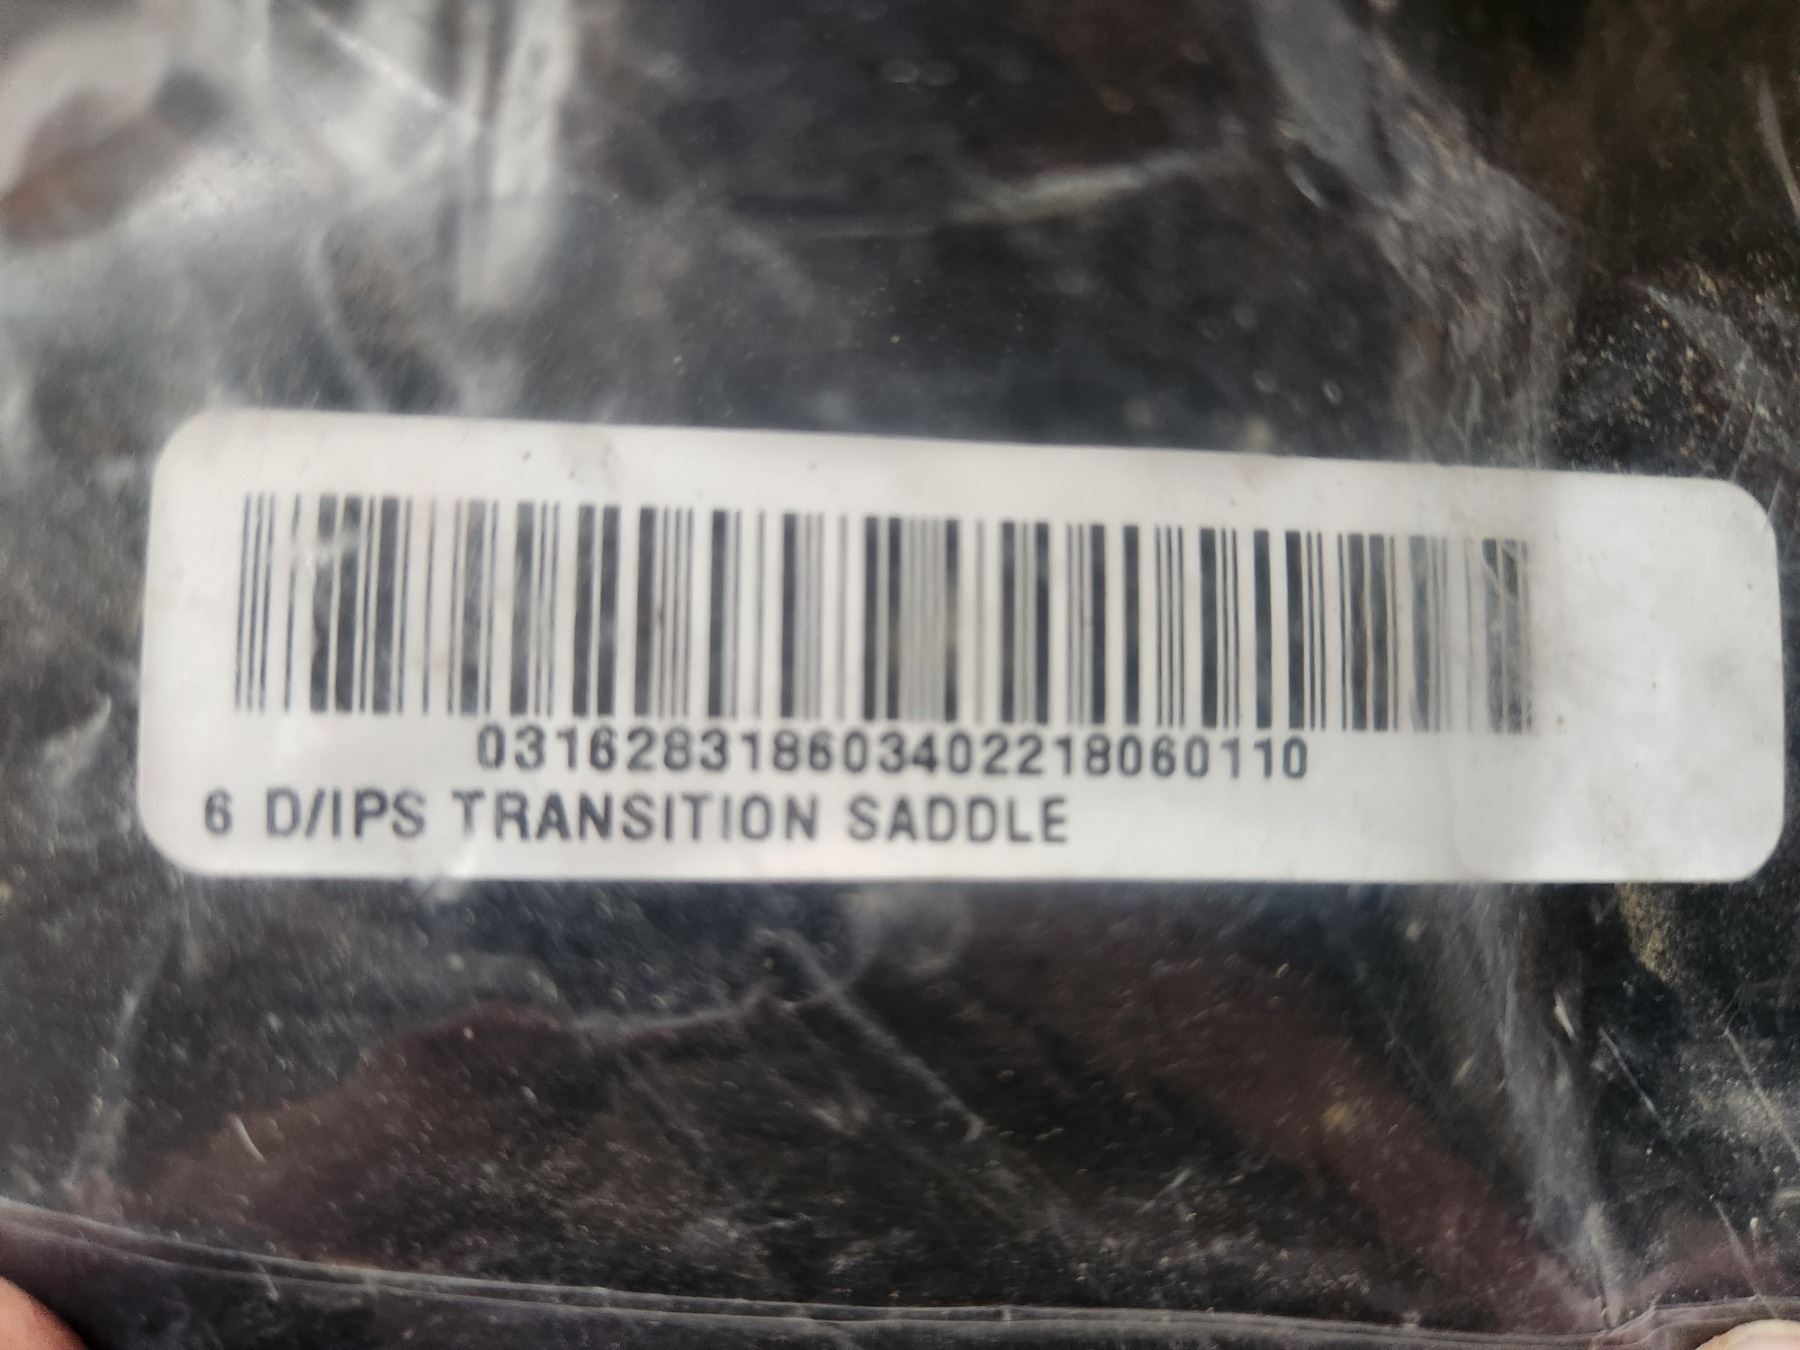 031628318603402218060110
6 D/IPS TRANSITION SADDLE